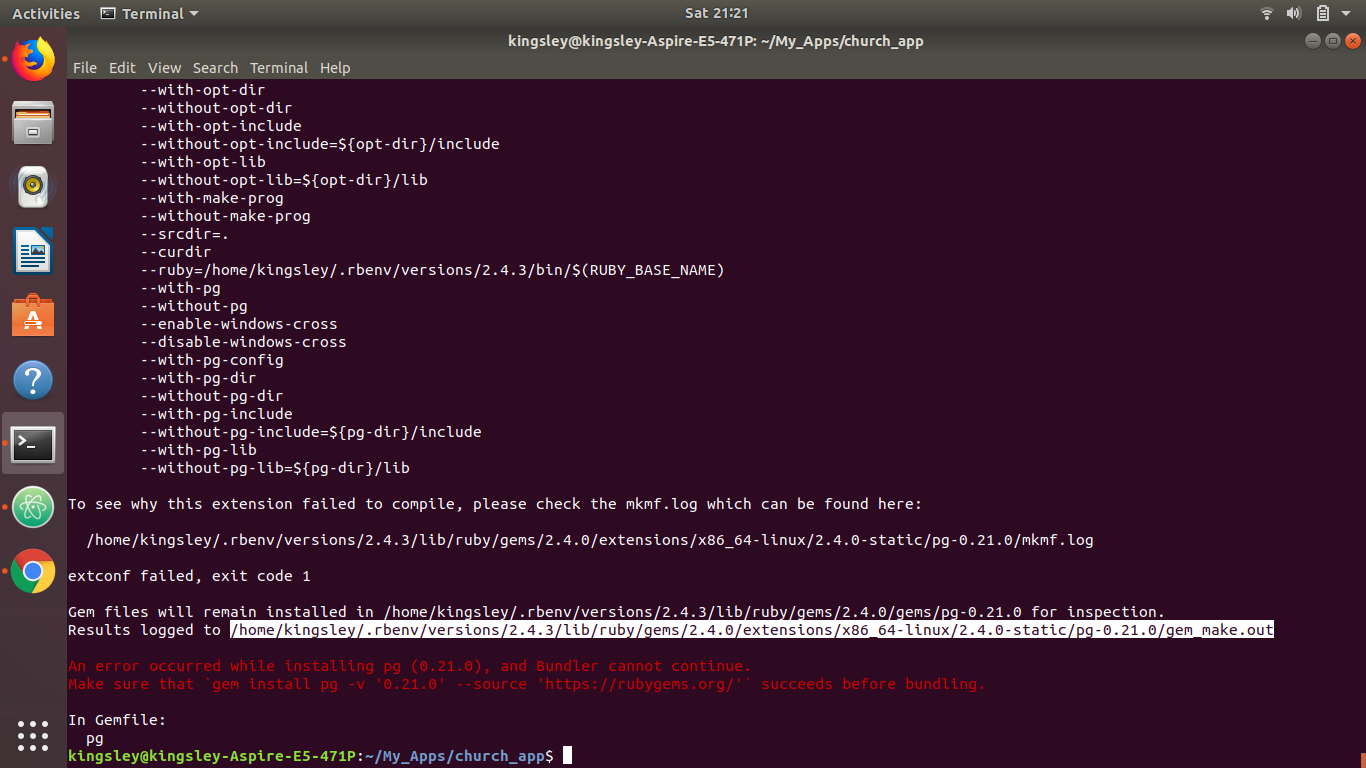 Activities Terminal Sat 21:21
kingsley@kingsley-Aspire-E5-471P: ~/My_Apps/church_app
File Edit View Search Terminal Help
--with-opt-dir
--without-opt-dir
--with-opt-include
--without-opt-include=${opt-dir}/include
--with-opt-lib
--without-opt-lib=${opt-dir}/lib
--with-make-prog
--without-make-prog
--srcdir=.
--curdir
--ruby=/home/kingsley/.rbenv/versions/2.4.3/bin/$(RUBY_BASE_NAME)
--with-pg
--without-pg
--enable-windows-cross
--disable-windows-cross
--with-pg-config
--with-pg-dir
--without-pg-dir
--with-pg-include
--without-pg-include=${pg-dir}/include
--with-pg-lib
--without-pg-lib=${pg-dir}/lib
To see why this extension failed to compile, please check the mkmf.log which can be found here:
/home/kingsley/.rbenv/versions/2.4.3/lib/ruby/gems/2.4.0/extensions/x86_64-linux/2.4.0-static/pg-0.21.0/mkmf.log
extconf failed, exit code 1
Gem files will remain installed in /home/kingsley/.rbenv/versions/2.4.3/lib/ruby/gems/2.4.0/gems/pg-0.21.0 for inspection.
Results logged to /home/kingsley/.rbenv/versions/2.4.3/lib/ruby/gems/2.4.0/extensions/x86_64-linux/2.4.0-static/pg-0.21.0/gem_make.out
An error occurred while installing pg (0.21.0), and Bundler cannot continue.
Make sure that `gem install pg -v '0.21.0' --source 'https://rubygems.org/'` succeeds before bundling.
In Gemfile:
pg
kingsley@kingsley-Aspire-E5-471P:~/My_Apps/church_app$